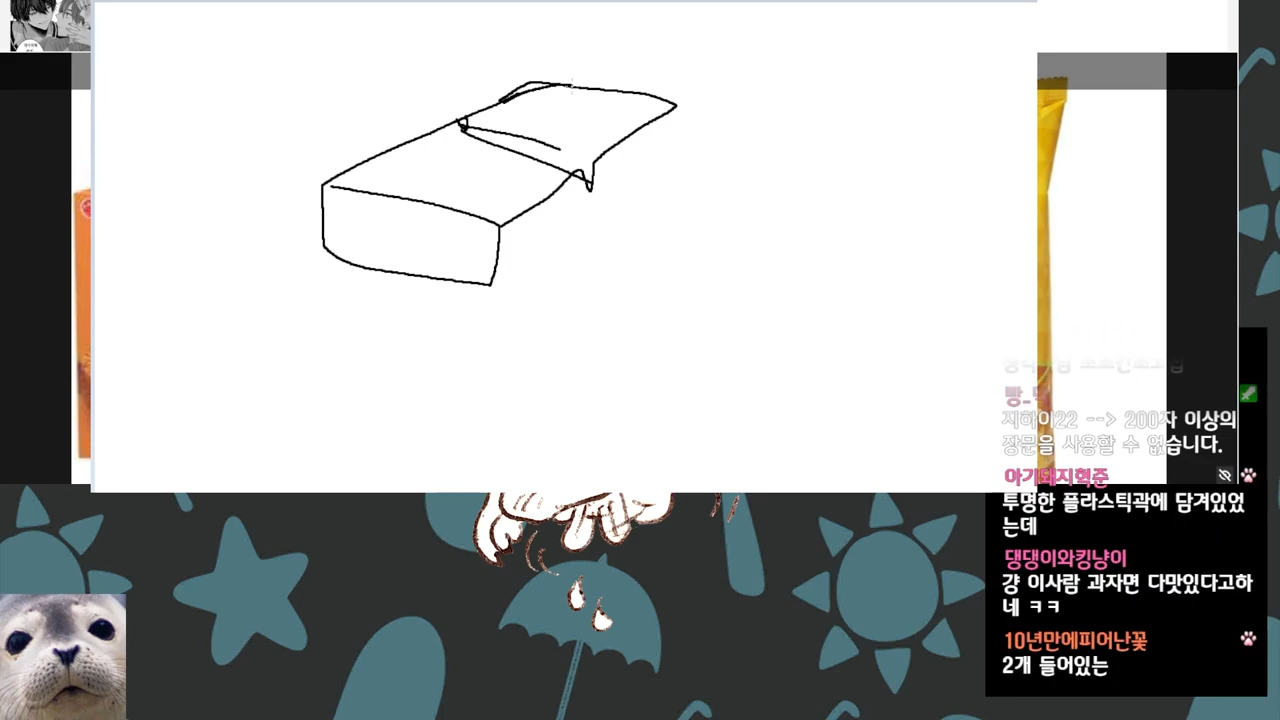 지하이22 --> 200자 이상의
장문을 사용할 수 없습니다.
아기돼지혁준
투명한 플라스틱곽에 담겨있었
는데
댕댕이와킹냥이
걍 이사람 과자면 다맛있다고하
네 ㅋㅋ
10년만에피어난꽃
2개 들어있는